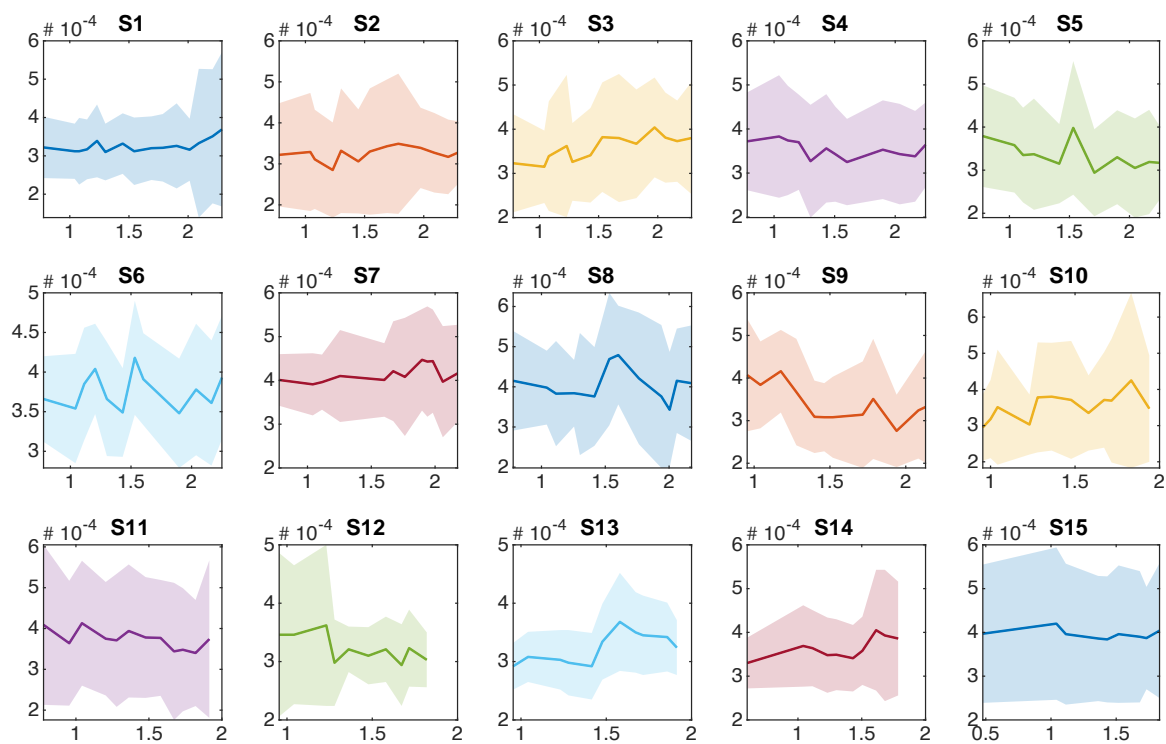 # 10-4 S1 # 10-4 S2 # 10-4 S3 # 10-4 S4 # 10-4 S5
6 6 6 6 6
5 5 5 5 5
4 4 4 4 4
3 3 3 3 3
2 2 2 2 2
1 1.5 2 1 1.5 2 1 1.5 2 1 1.5 2 1 1.5 2
# 10-4 S6 # 10-4 S7 # 10-4 S8 # 10-4 S9 # 10-4 S10
5 6 6 6 6
4.5 5 5 5 5
4 4 4 4 4
3.5 3 3 3 3
3 2 2 2 2
1 1.5 2 1 1.5 2 1 1.5 2 1 1.5 2 1 1.5 2
# 10-4 S11 # 10-4 S12 # 10-4 S13 # 10-4 S14 # 10-4 S15
6 5 5 6 6
5 4 4 5 5
4 3 3 4 4
3 2 2 3 3
2 2 2
1 1.5 2 1 1.5 2 1 1.5 2 1 1.5 2 0.5 1 1.5